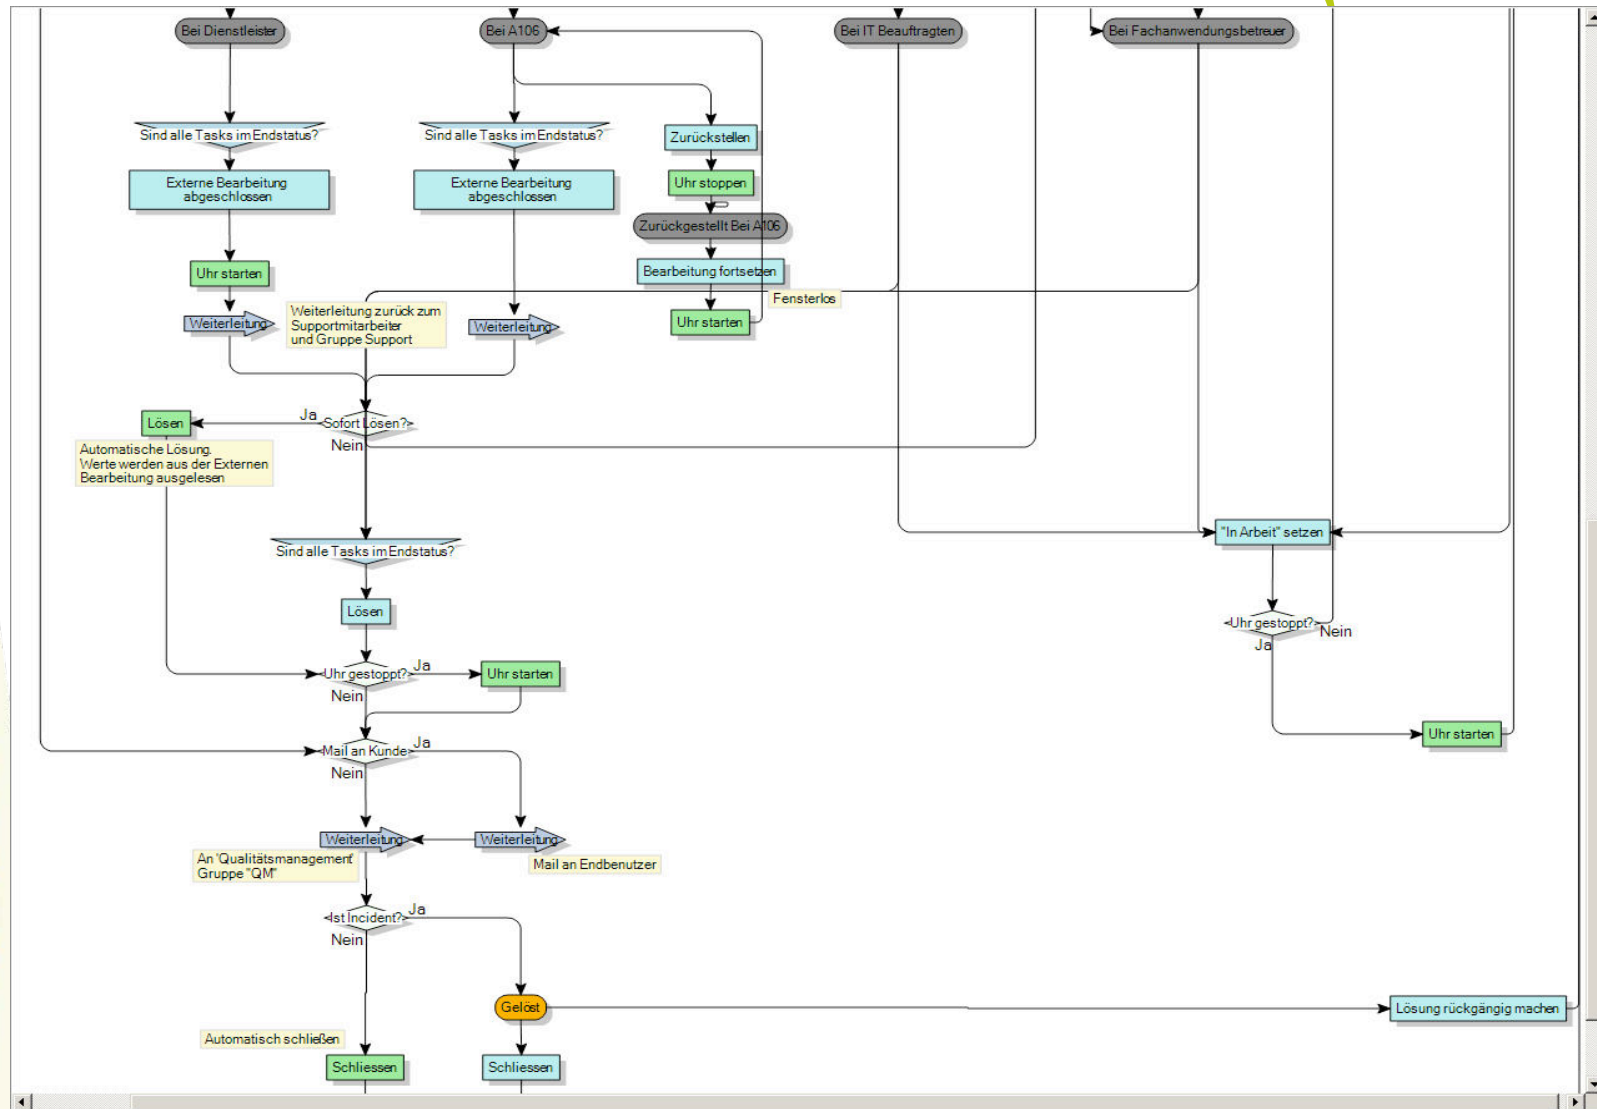 Bei Dienstleister
Bei A106
Bei IT Beauftragten
Bei Fachanwendungsbetreuer
Sind alle Tasks im Endstatus?
Sind alle Tasks im Endstatus?
Zurückstellen
Externe Bearbeitung
abgeschlossen
Externe Bearbeitung
abgeschlossen
Uhr stoppen
Zurückgestellt Bei A106
Uhr starten
Bearbeitung fortsetzen
Fensterlos
Weiterleitung
Weiterleitung zurück zum
Supportmitarbeiter
und Gruppe Support
Weiterleitung
Uhr starten
Lösen
Ja
Sofort Lösen?
Nein
Automatische Lösung.
Werte werden aus der Externen
Bearbeitung ausgelesen
"In Arbeit" setzen
Sind alle Tasks im Endstatus?
Lösen
Uhr gestoppt?
Nein
Ja
Uhr gestoppt?
Ja
Nein
Uhr starten
Uhr starten
Mail an Kunde
Ja
Nein
Weiterleitung
Weiterleitung
An 'Qualitätsmanagement'
Gruppe "QM"
Mail an Endbenutzer
Ist Incident?
Ja
Nein
Gelöst
Lösung rückgängig machen
Automatisch schließen
Schliessen
Schliessen